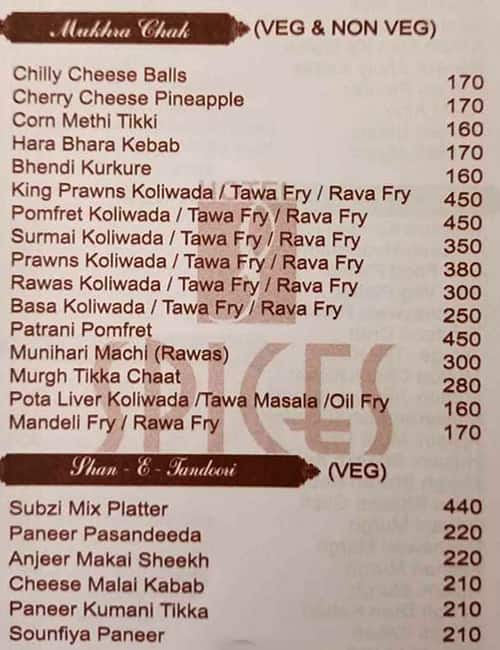 Mukhra Chak (VEG & NON VEG)
Chilly Cheese Balls 170
Cherry Cheese Pineapple 170
Corn Methi Tikki 160
Hara Bhara Kebab 170
Bhendi Kurkure 160
King Prawns Koliwada / Tawa Fry / Rava Fry 450
Pomfret Koliwada / Tawa Fry / Rava Fry 450
Surmai Koliwada / Tawa Fry / Rava Fry 350
Prawns Koliwada / Tawa Fry / Rava Fry 380
Rawas Koliwada / Tawa Fry / Rava Fry 300
Basa Koliwada / Tawa Fry / Rava Fry 250
Patrani Pomfret 450
Munihari Machi (Rawas) 300
Murgh Tikka Chaat 280
Pota Liver Koliwada /Tawa Masala /Oil Fry 160
Mandeli Fry / Rawa Fry 170
HOTEL
SPICES
Shan - E - Tandoori (VEG)
Subzi Mix Platter 440
Paneer Pasandeeda 220
Anjeer Makai Sheekh 220
Cheese Malai Kabab 210
Paneer Kumani Tikka 210
Sounfiya Paneer 210